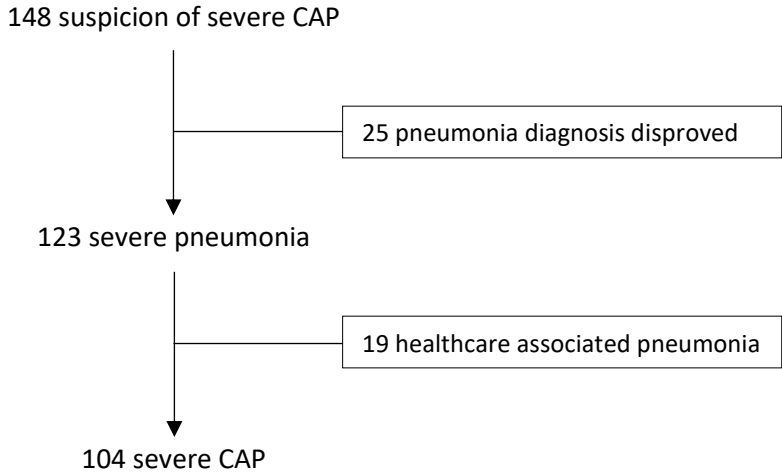 148 suspicion of severe CAP
25 pneumonia diagnosis disproved
123 severe pneumonia
19 healthcare associated pneumonia
104 severe CAP